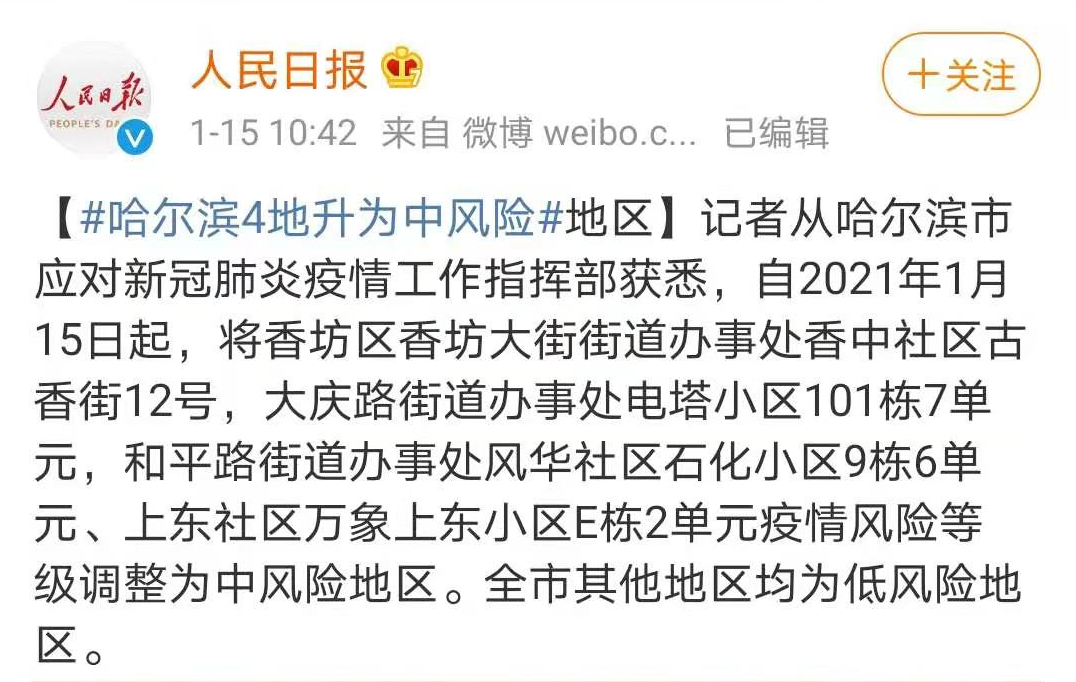 人民日报
+关注
人民日报
PEOPLE'S DA
1-15 10:42 来自 微博 weibo.c... 已编辑
【#哈尔滨4地升为中风险#地区】记者从哈尔滨市
应对新冠肺炎疫情工作指挥部获悉，自2021年1月
15日起，将香坊区香坊大街街道办事处香中社区古
香街12号，大庆路街道办事处电塔小区101栋7单
元，和平路街道办事处风华社区石化小区9栋6单
元、上东社区万象上东小区E栋2单元疫情风险等
级调整为中风险地区。全市其他地区均为低风险地
区。